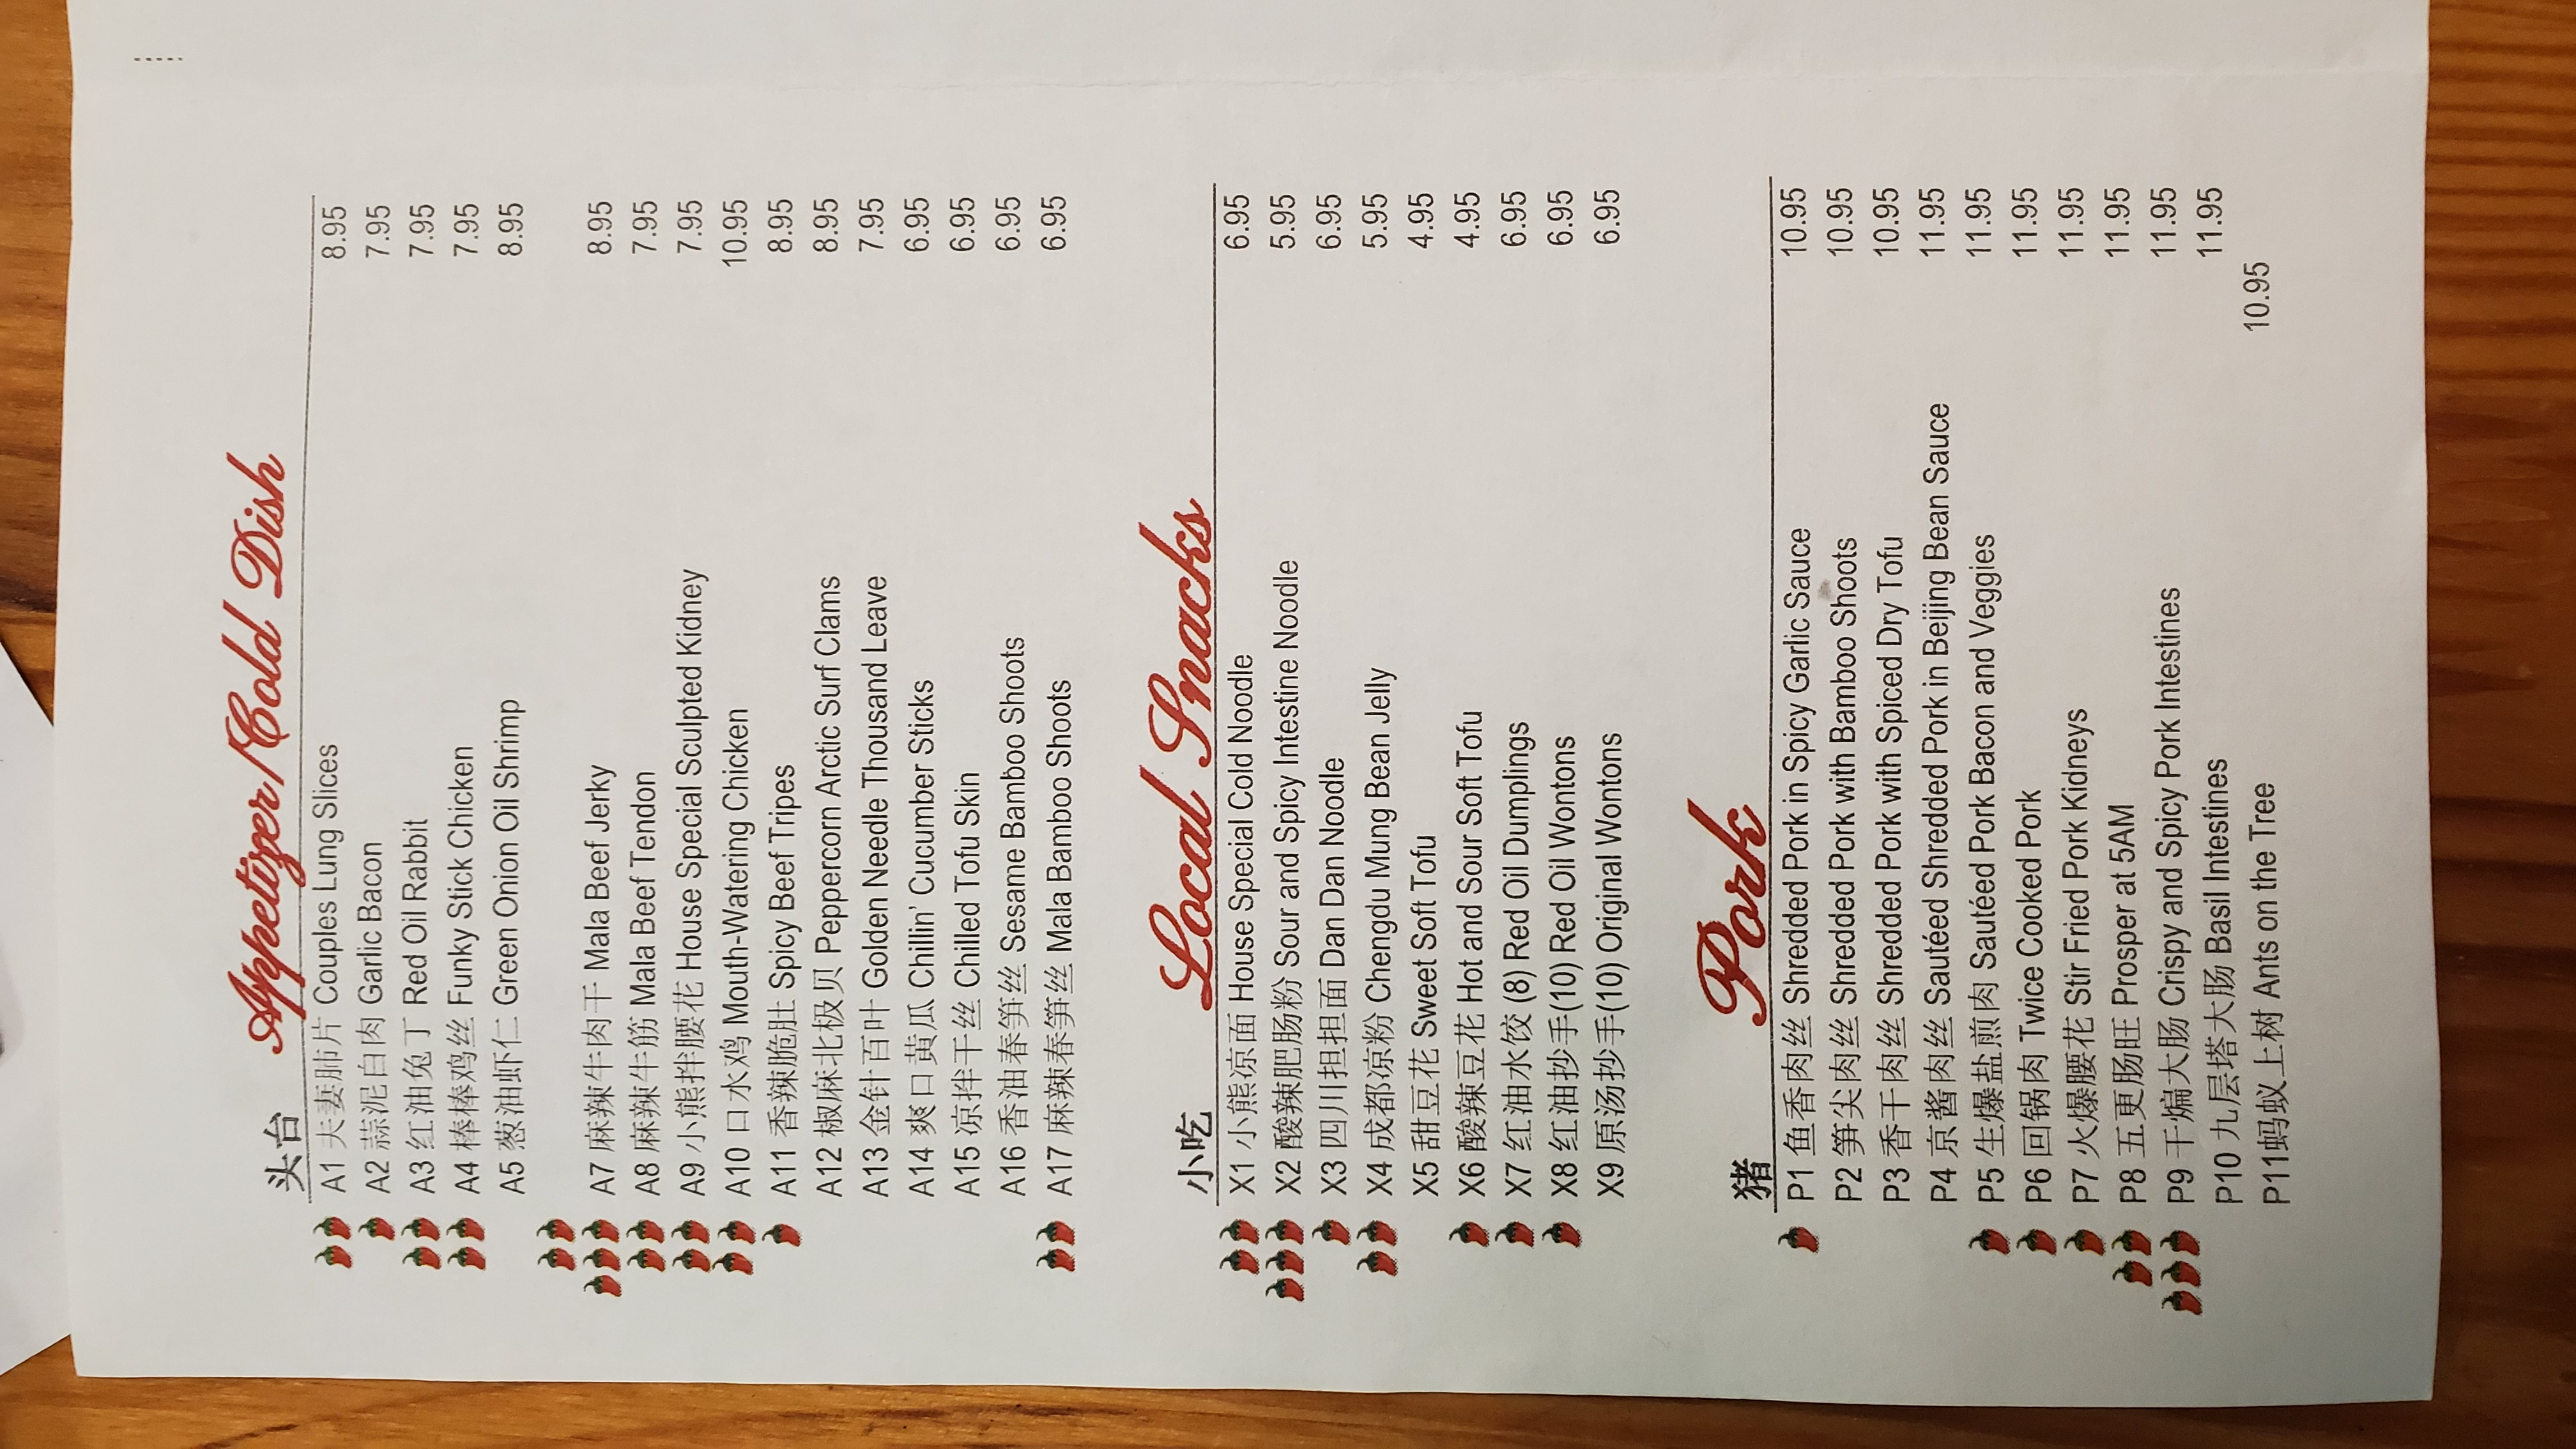 Appetizer/Cold Dish
头台
A1 夫妻肺片 Couples Lung Slices 8.95
A2 蒜泥白肉 Garlic Bacon 7.95
A3 红油兔丁 Red Oil Rabbit 7.95
A4 棒棒鸡丝 Funky Stick Chicken 7.95
A5 葱油虾仁 Green Onion Oil Shrimp 8.95
A7 麻辣牛肉干 Mala Beef Jerky 8.95
A8 麻辣牛筋 Mala Beef Tendon 7.95
A9 小熊拌腰花 House Special Sculpted Kidney 7.95
A10 口水鸡 Mouth-Watering Chicken 10.95
A11 香辣脆肚 Spicy Beef Tripes 8.95
A12 椒麻北极贝 Peppercorn Arctic Surf Clams 8.95
A13 金针百叶 Golden Needle Thousand Leave 7.95
A14 爽口黄瓜 Chillin' Cucumber Sticks 6.95
A15 凉拌干丝 Chilled Tofu Skin 6.95
A16 香油春笋丝 Sesame Bamboo Shoots 6.95
A17 麻辣春笋丝 Mala Bamboo Shoots 6.95
Local Snacks
小吃
X1 小熊凉面 House Special Cold Noodle 6.95
X2 酸辣肥肠粉 Sour and Spicy Intestine Noodle 5.95
X3 四川担担面 Dan Dan Noodle 6.95
X4 成都凉粉 Chengdu Mung Bean Jelly 5.95
X5 甜豆花 Sweet Soft Tofu 4.95
X6 酸辣豆花 Hot and Sour Soft Tofu 4.95
X7 红油水饺 (8) Red Oil Dumplings 6.95
X8 红油抄手(10) Red Oil Wontons 6.95
X9 原汤抄手(10) Original Wontons 6.95
Pork
猪
P1 鱼香肉丝 Shredded Pork in Spicy Garlic Sauce 10.95
P2 笋尖肉丝 Shredded Pork with Bamboo Shoots 10.95
P3 香干肉丝 Shredded Pork with Spiced Dry Tofu 10.95
P4 京酱肉丝 Sautéed Shredded Pork in Beijing Bean Sauce 11.95
P5 生爆盐煎肉 Sautéed Pork Bacon and Veggies 11.95
P6 回锅肉 Twice Cooked Pork 11.95
P7 火爆腰花 Stir Fried Pork Kidneys 11.95
P8 五更肠旺 Prosper at 5AM 11.95
P9 干煸大肠 Crispy and Spicy Pork Intestines 11.95
P10 九层塔大肠 Basil Intestines 11.95
P11蚂蚁上树 Ants on the Tree 10.95